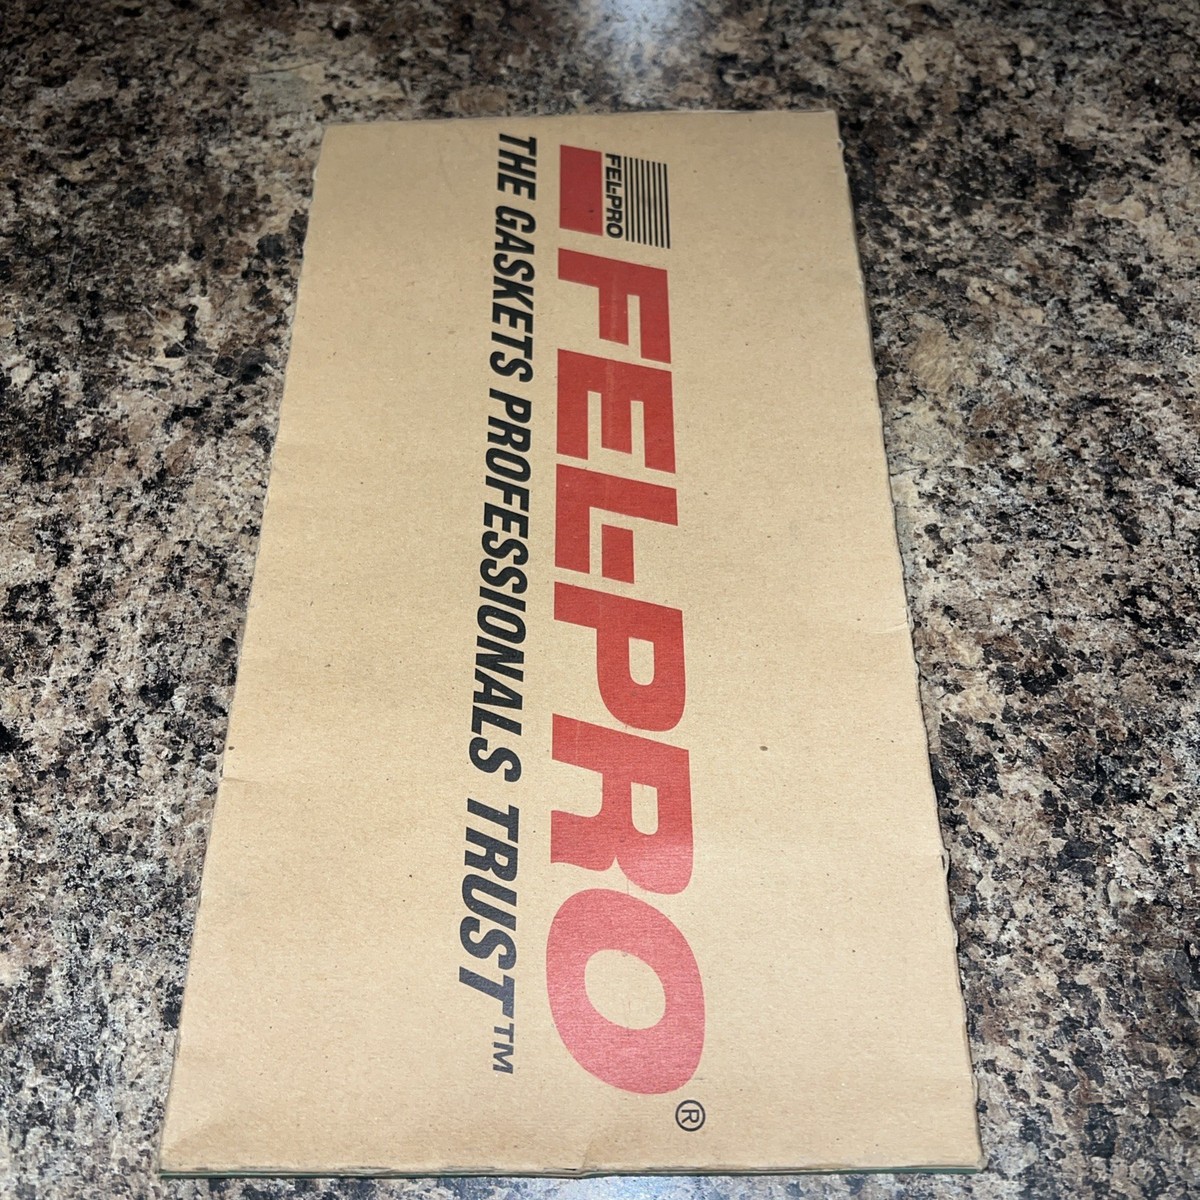 FEL-PRO
FEL-PRO®
THE GASKETS PROFESSIONALS TRUST™